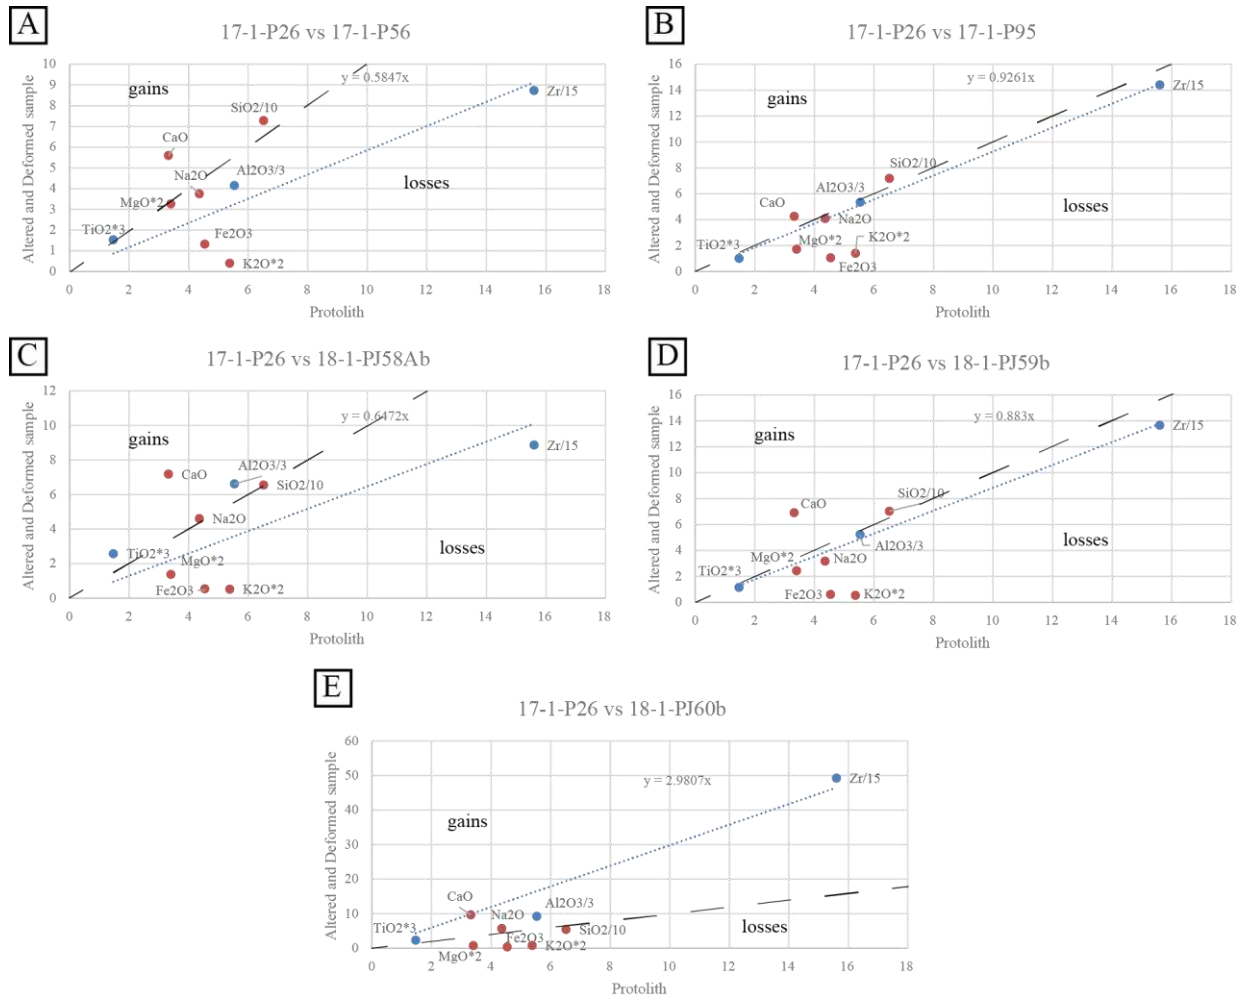 A
17-1-P26 vs 17-1-P56
Altered and Deformed sample
10
9
8
7
6
5
4
3
2
1
0
gains
y = 0.5847x
Zr/15
SiO2/10
CaO
Na2O
Al2O3/3
losses
MgO*2
TiO2*3
Fe2O3
K2O*2
0 2 4 6 8 10 12 14 16 18
Protolith
B
17-1-P26 vs 17-1-P95
Altered and Deformed sample
16
14
12
10
8
6
4
2
0
y = 0.9261x
Zr/15
gains
SiO2/10
Al2O3/3
CaO
Na2O
losses
TiO2*3
MgO*2
K2O*2
Fe2O3
0 2 4 6 8 10 12 14 16 18
Protolith
C
17-1-P26 vs 18-1-PJ58Ab
Altered and Deformed sample
12
10
8
6
4
2
0
y = 0.6472x
gains
Zr/15
CaO
Al2O3/3
SiO2/10
Na2O
losses
TiO2*3
MgO*2
Fe2O3
K2O*2
0 2 4 6 8 10 12 14 16 18
Protolith
D
17-1-P26 vs 18-1-PJ59b
Altered and Deformed sample
16
14
12
10
8
6
4
2
0
y = 0.883x
Zr/15
gains
CaO
SiO2/10
losses
Al2O3/3
MgO*2
Na2O
TiO2*3
Fe2O3
K2O*2
0 2 4 6 8 10 12 14 16 18
Protolith
E
17-1-P26 vs 18-1-PJ60b
Altered and Deformed sample
60
50
40
30
20
10
0
y = 2.9807x
Zr/15
gains
CaO
Na2O
Al2O3/3
TiO2*3
Fe2O3
SiO2/10
losses
MgO*2
K2O*2
0 2 4 6 8 10 12 14 16 18
Protolith